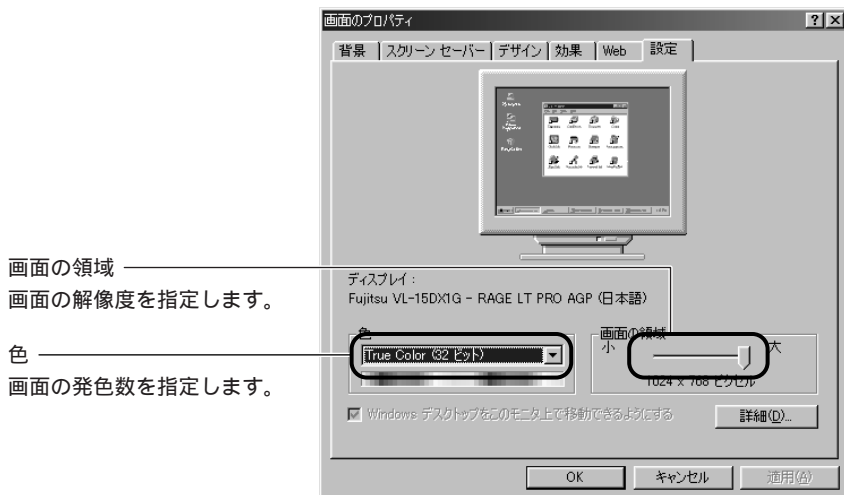 画面のプロパティ
背景 スクリーン セーバー デザイン 効果 Web 設定
画面の領域
画面の解像度を指定します。
色
画面の発色数を指定します。
ディスプレイ :
Fujitsu VL-15DX1G - RAGE LT PRO AGP (日本語)
色
True Color (32 ビット)
画面の領域
小 大
1024 x 768 ピクセル
Windows デスクトップをこのモニタ上で移動できるようにする
詳細(D)...
OK キャンセル 適用(A)